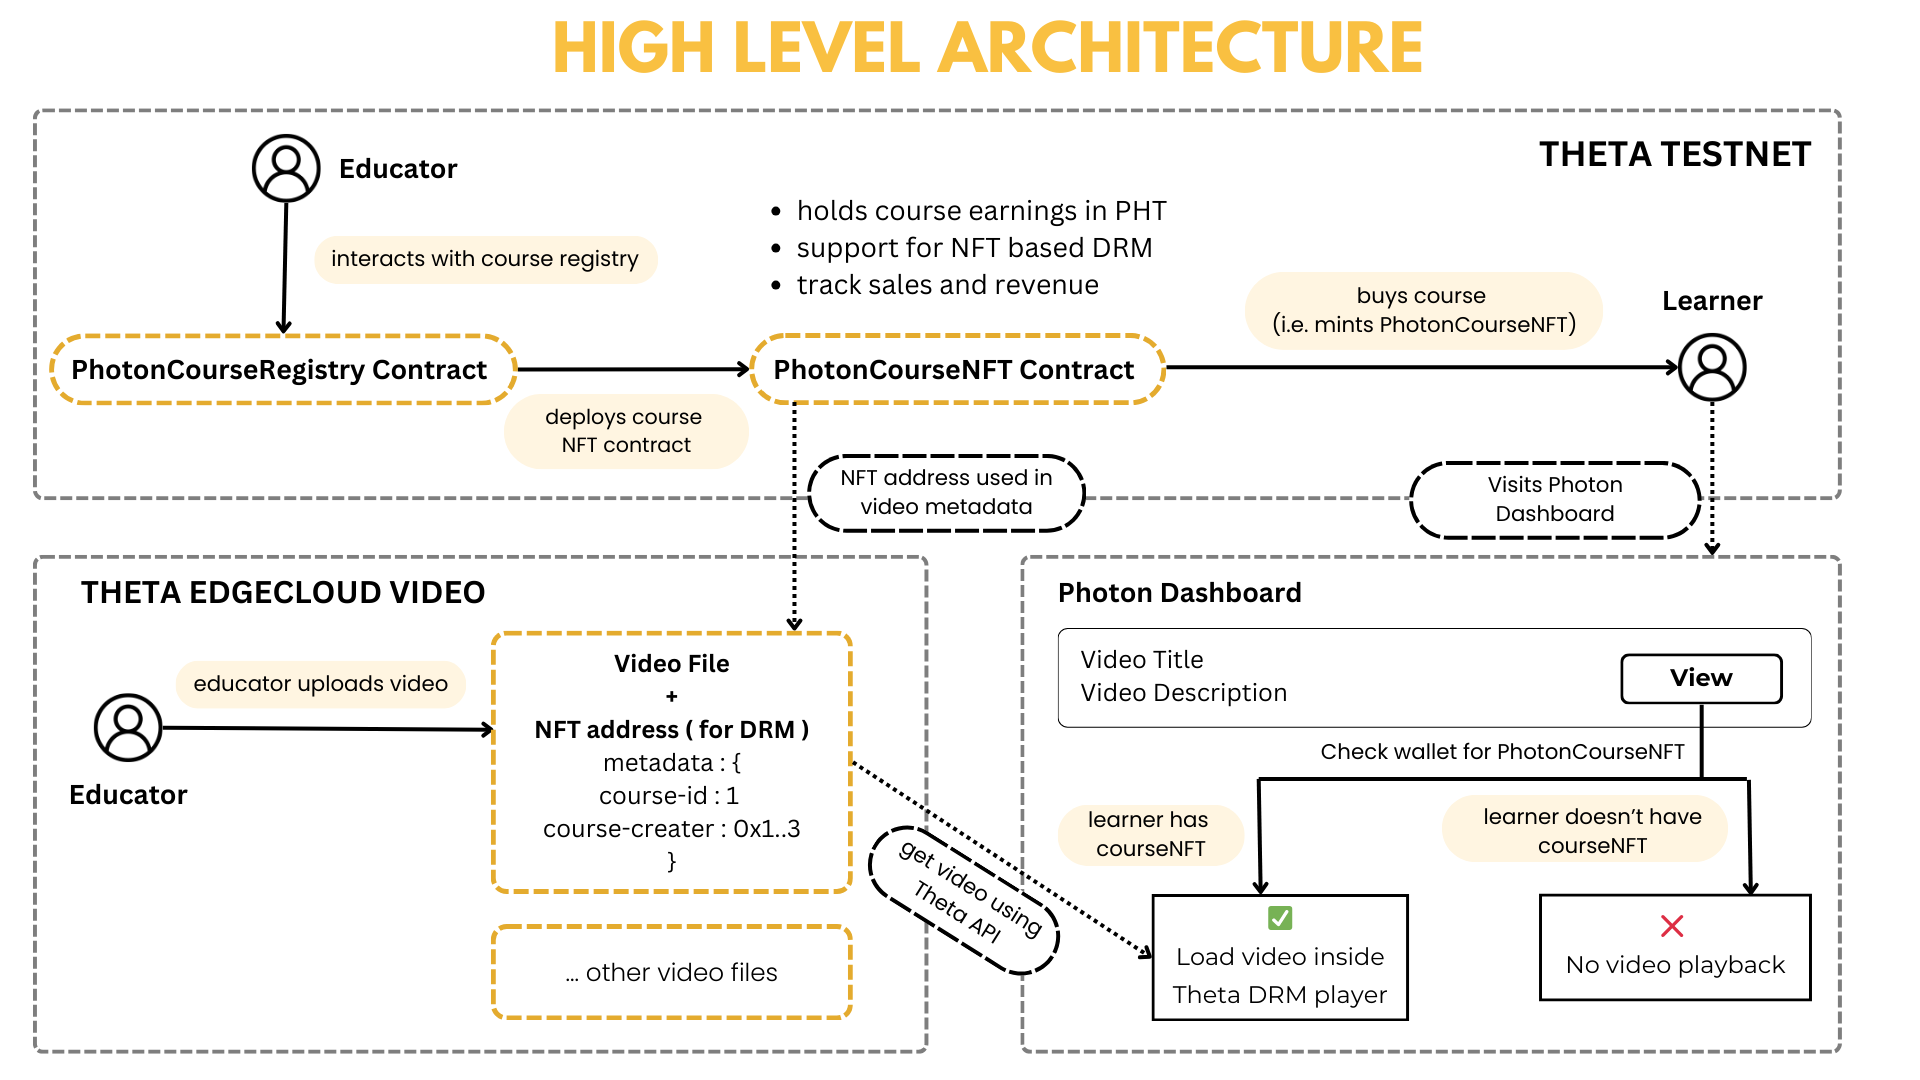 HIGH LEVEL ARCHITECTURE
THETA TESTNET
Educator
interacts with course registry
• holds course earnings in PHT
• support for NFT based DRM
• track sales and revenue
buys course
(i.e. mints PhotonCourseNFT)
Learner
PhotonCourseRegistry Contract
PhotonCourseNFT Contract
deploys course
NFT contract
NFT address used in
video metadata
Visits Photon
Dashboard
THETA EDGECLOUD VIDEO
educator uploads video
Educator
Video File
+
NFT address ( for DRM )
metadata : {
course-id : 1
course-creater : 0x1..3
}
... other video files
get video using
Theta API
Photon Dashboard
Video Title
Video Description
View
Check wallet for PhotonCourseNFT
learner has
courseNFT
learner doesn't have
courseNFT
Load video inside
Theta DRM player
No video playback